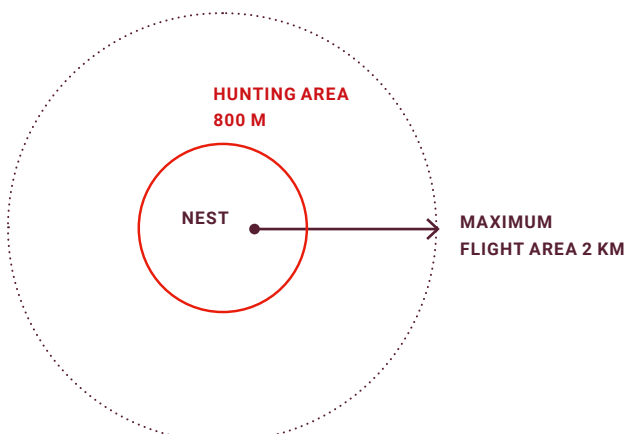 HUNTING AREA
800 M
NEST
MAXIMUM
FLIGHT AREA 2 KM